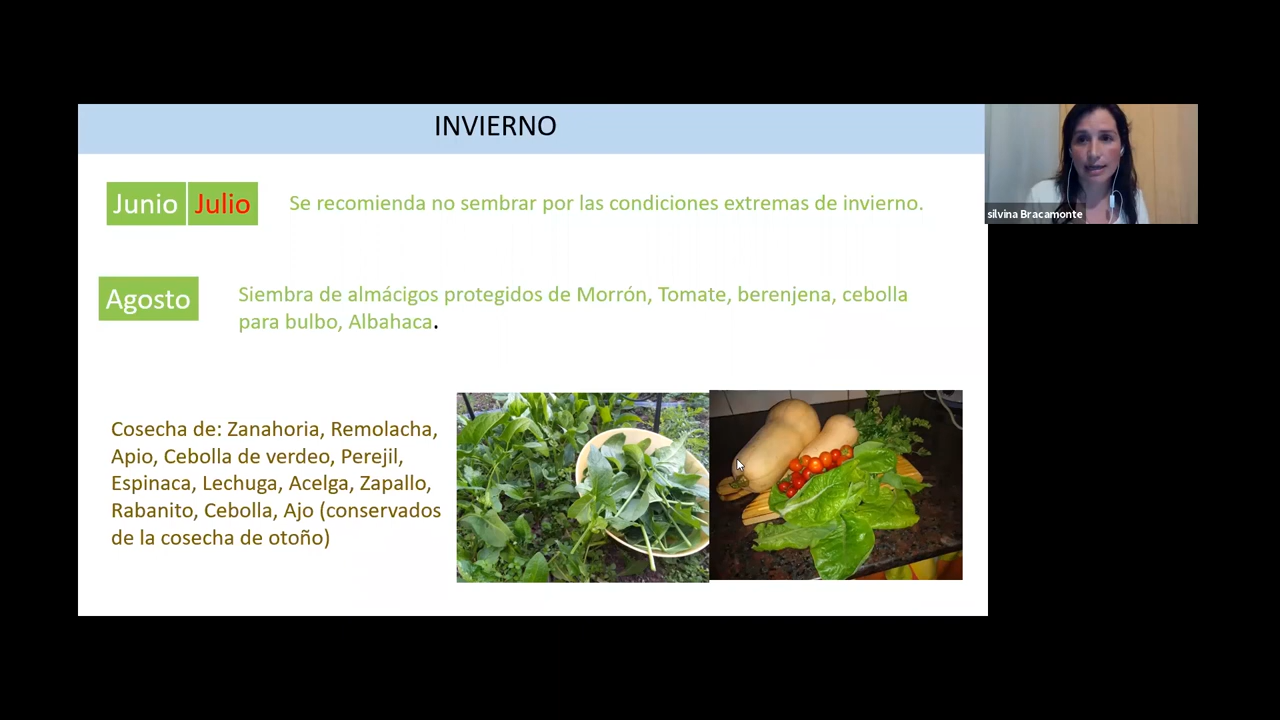 INVIERNO
Junio Julio Se recomienda no sembrar por las condiciones extremas de invierno.
Agosto
Siembra de almácigos protegidos de Morrón, Tomate, berenjena, cebolla
para bulbo, Albahaca.
Cosecha de: Zanahoria, Remolacha,
Apio, Cebolla de verdeo, Perejil,
Espinaca, Lechuga, Acelga, Zapallo,
Rabanito, Cebolla, Ajo (conservados
de la cosecha de otoño)
silvina Bracamonte